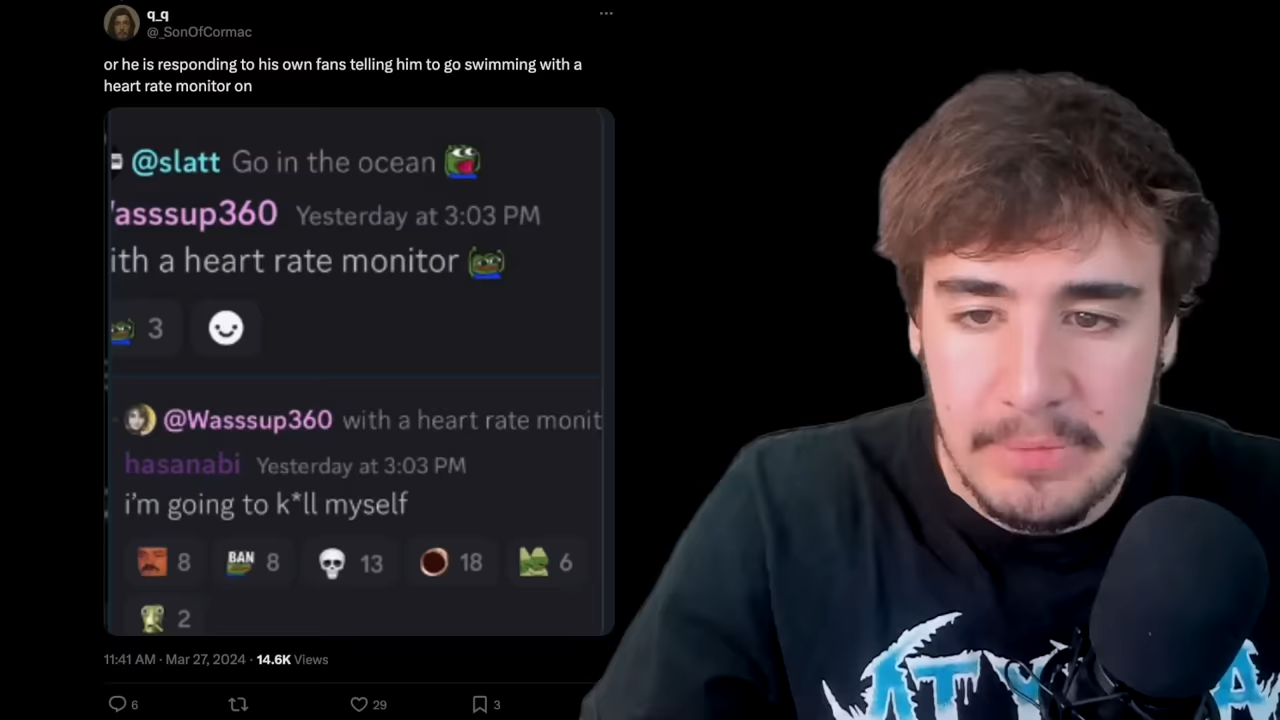 q_q
@_SonOfCormac
or he is responding to his own fans telling him to go swimming with a
heart rate monitor on
@slatt Go in the ocean
asssup360 Yesterday at 3:03 PM
ith a heart rate monitor
3
@Wasssup360 with a heart rate monit
hasanabi Yesterday at 3:03 PM
i'm going to k*ll myself
8 BAN 8 13 18 6
2
11:41 AM · Mar 27, 2024 · 14.6K Views
6 29 3